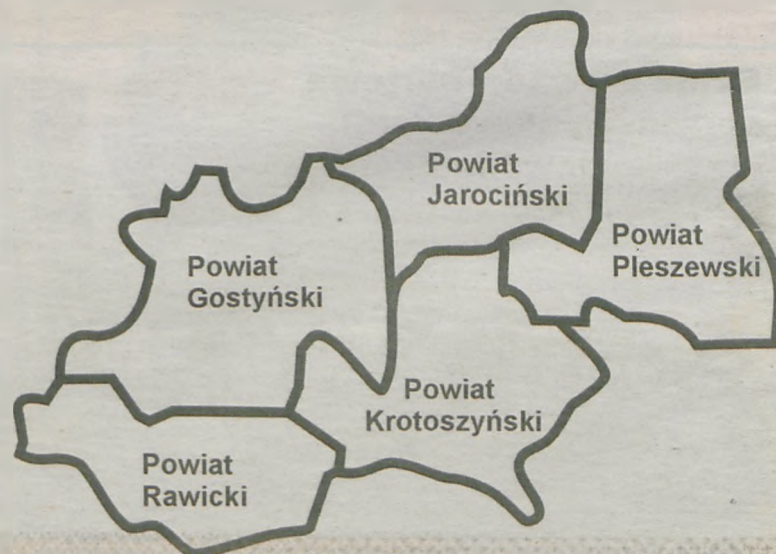 Powiat
Jarociński
Powiat
Pleszewski
Powiat
Gostyński
Powiat
Krotoszyński
Powiat
Rawicki